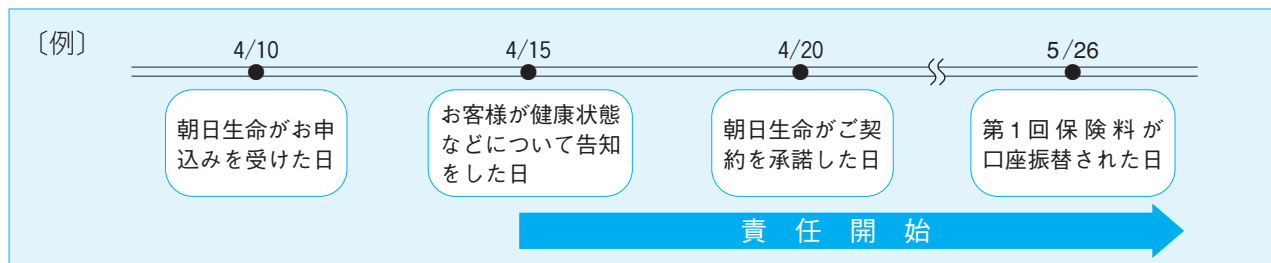 〔例〕
4/10
4/15
4/20
5/26
朝日生命がお申
込みを受けた日
お客様が健康状態
などについて告知
をした日
朝日生命がご契
約を承諾した日
第1回保険料が
口座振替された日
責任開始